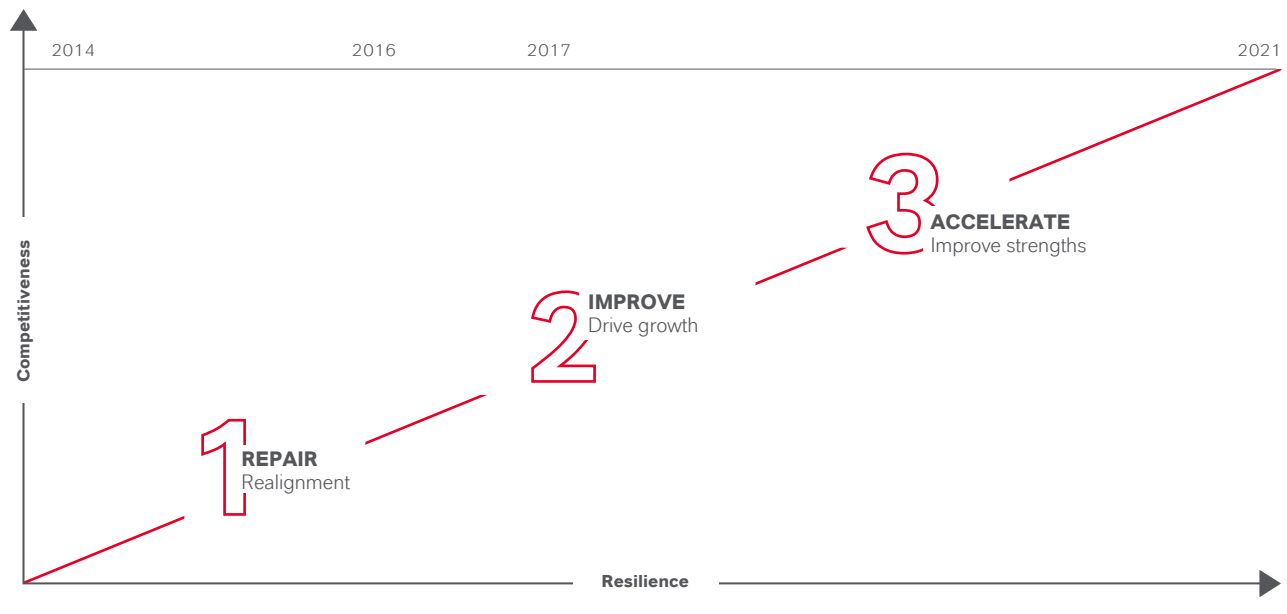 2014 2016 2017 2021
3
ACCELERATE
Improve strengths
Competitiveness
2
IMPROVE
Drive growth
1
REPAIR
Realignment
Resilience